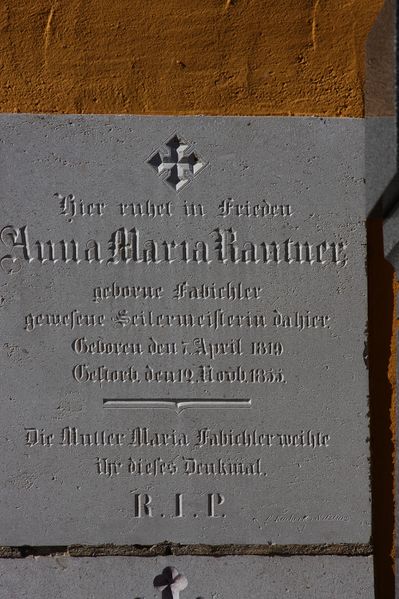 Hier ruhet in Frieden
Anna Maria Rantner,
geborne Fabichler
gewesene Seilermeisterin dahier,
Geboren den 7. April 1819
Gestorb. den 12. Novb. 1855.
Die Mutter Maria Fabichler weihte
ihr dieses Denkmal.
R. I. P.